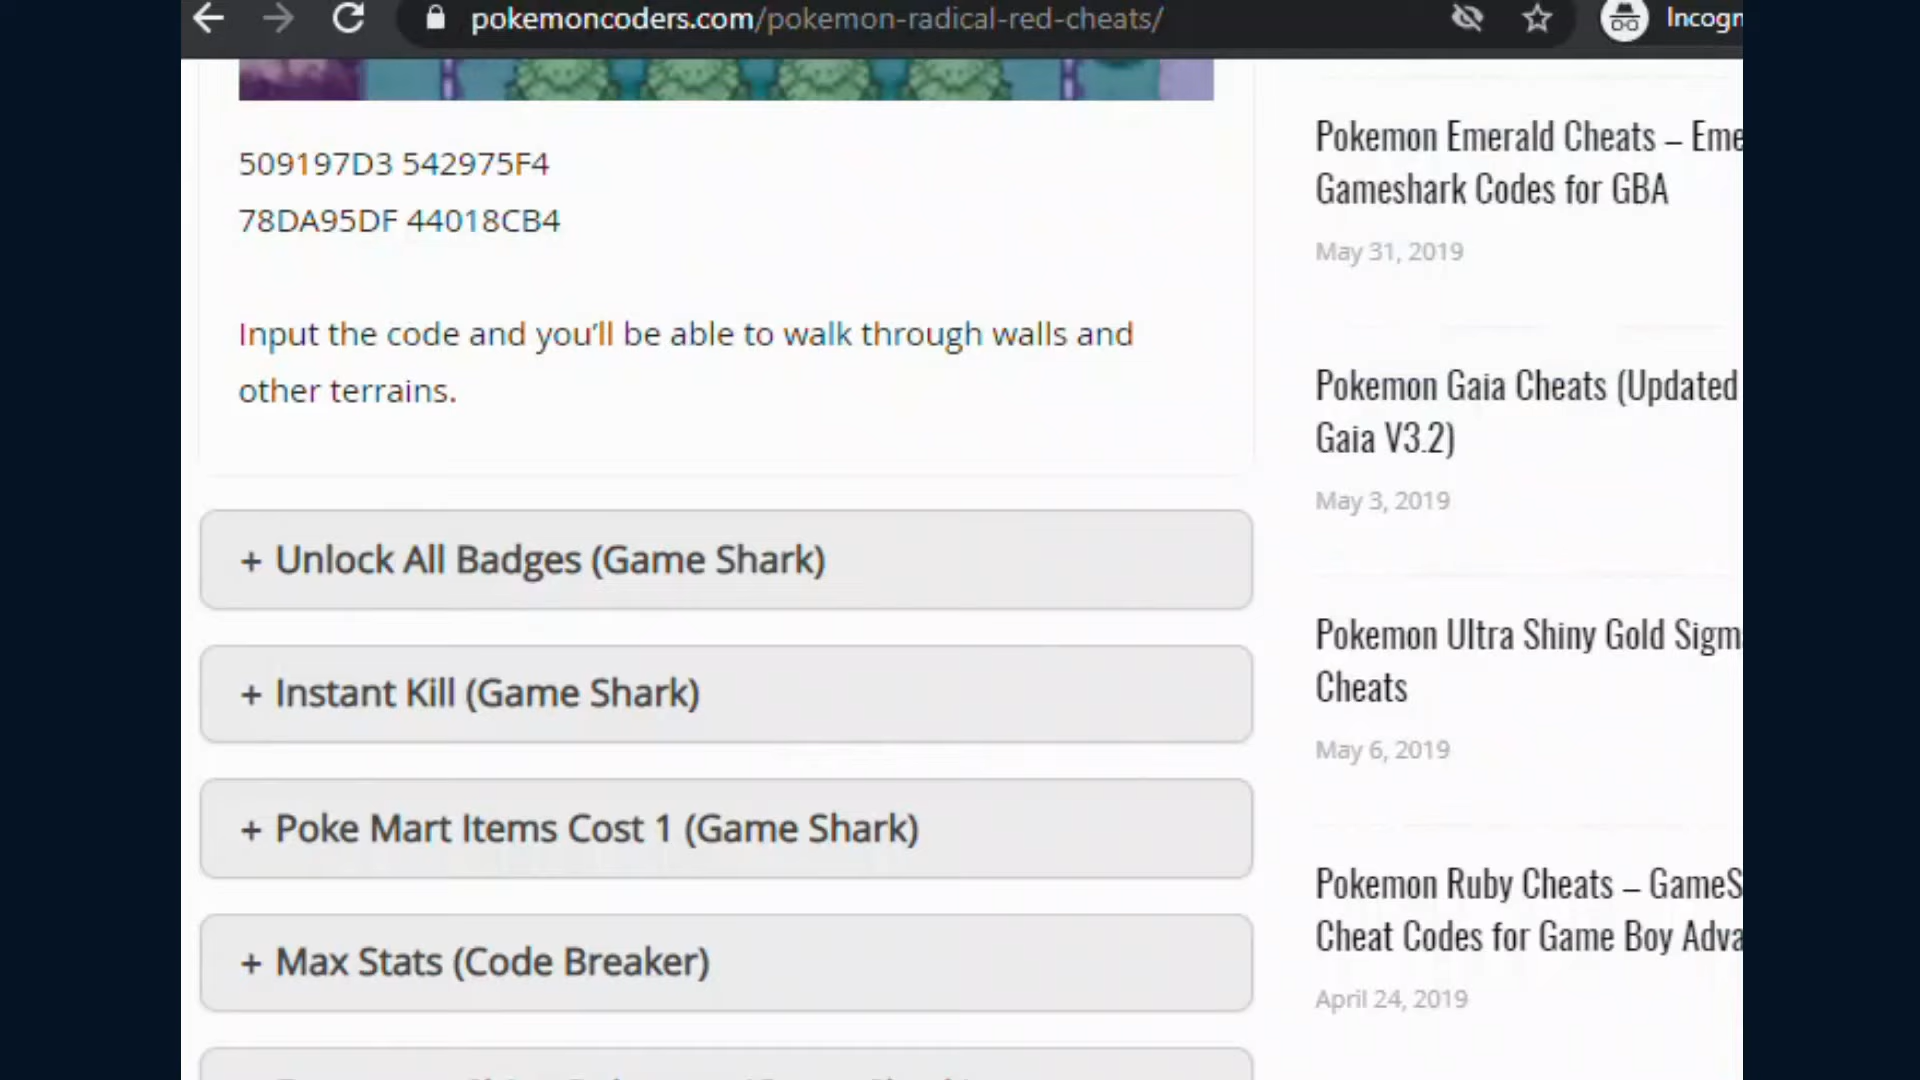 pokemoncoders.com/pokemon-radical-red-cheats/
Incogn
509197D3 542975F4
78DA95DF 44018CB4
Input the code and you'll be able to walk through walls and
other terrains.
+ Unlock All Badges (Game Shark)
+ Instant Kill (Game Shark)
+ Poke Mart Items Cost 1 (Game Shark)
+ Max Stats (Code Breaker)
Pokemon Emerald Cheats – Eme
Gameshark Codes for GBA
May 31, 2019
Pokemon Gaia Cheats (Updated
Gaia V3.2)
May 3, 2019
Pokemon Ultra Shiny Gold Sigm
Cheats
May 6, 2019
Pokemon Ruby Cheats – GameS
Cheat Codes for Game Boy Adva
April 24, 2019